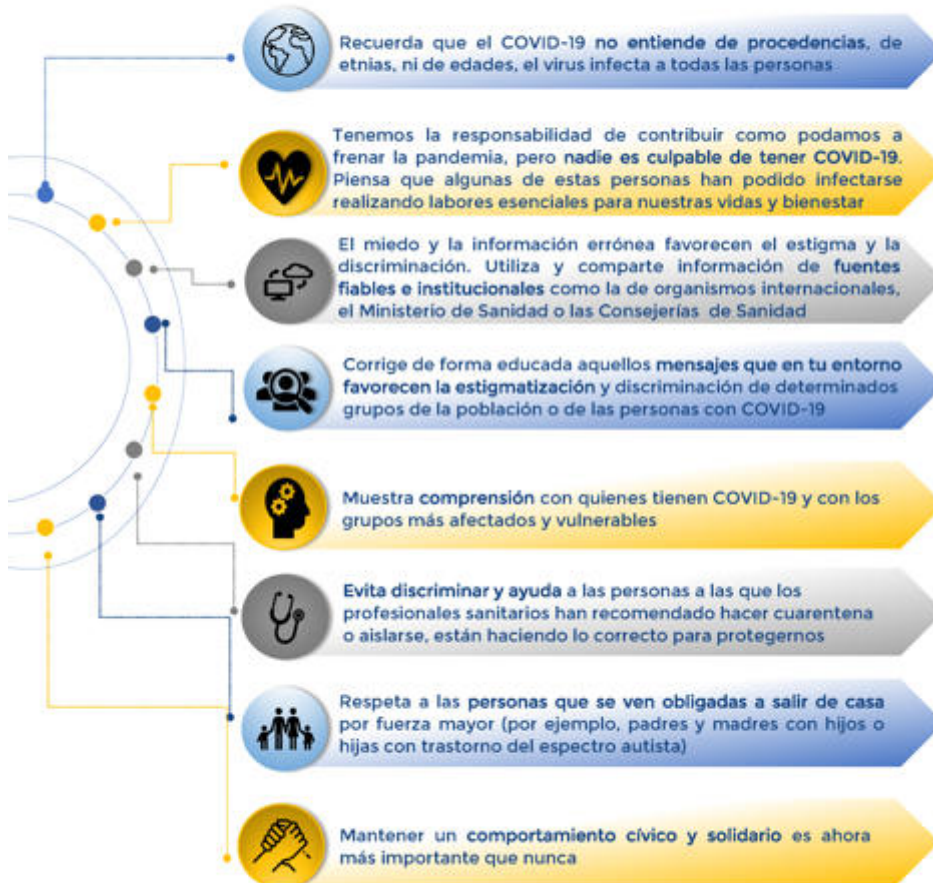 Recuerda que el COVID-19 no entiende de procedencias, de
etnias, ni de edades, el virus infecta a todas las personas
Tenemos la responsabilidad de contribuir como podamos a
frenar la pandemia, pero nadie es culpable de tener COVID-19.
Piensa que algunas de estas personas han podido infectarse
realizando labores esenciales para nuestras vidas y bienestar
El miedo y la información errónea favorecen el estigma y la
discriminación. Utiliza y comparte información de fuentes
fiables e institucionales como la de organismos internacionales,
el Ministerio de Sanidad o las Consejerías de Sanidad
Corrige de forma educada aquellos mensajes que en tu entorno
favorecen la estigmatización y discriminación de determinados
grupos de la población o de las personas con COVID-19
Muestra comprensión con quienes tienen COVID-19 y con los
grupos más afectados y vulnerables
Evita discriminar y ayuda a las personas a las que los
profesionales sanitarios han recomendado hacer cuarentena
o aislarse, están haciendo lo correcto para protegernos
Respeta a las personas que se ven obligadas a salir de casa
por fuerza mayor (por ejemplo, padres y madres con hijos o
hijas con trastorno del espectro autista)
Mantener un comportamiento cívico y solidario es ahora
más importante que nunca